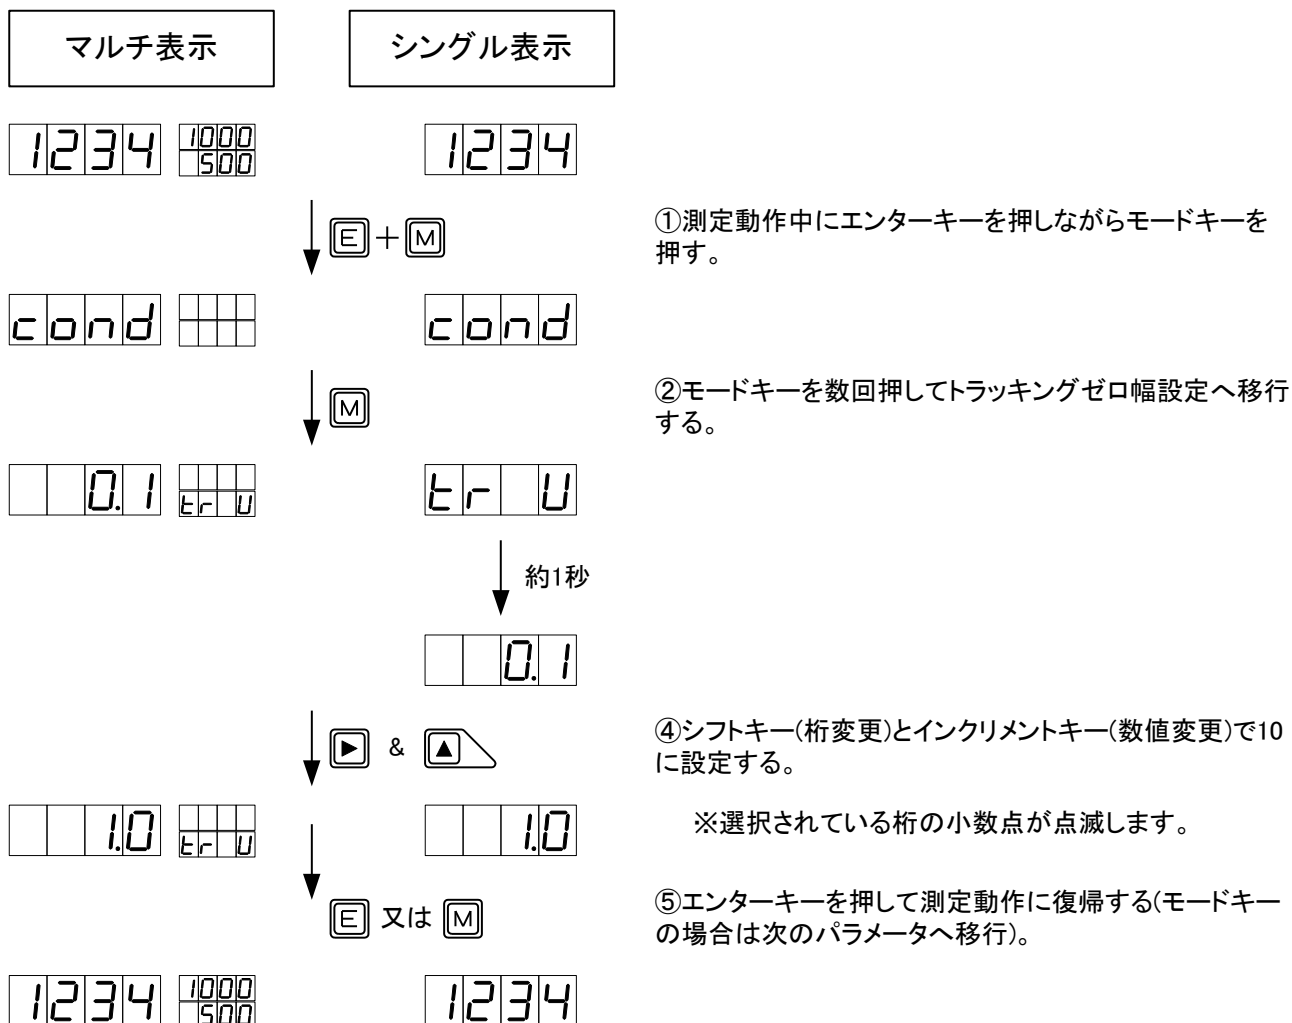 マルチ表示 シングル表示
1234 1000 1234
500
E+M ①測定動作中にエンターキーを押しながらモードキーを
押す。
cond cond
M ②モードキーを数回押してトラッキングゼロ幅設定へ移行
する。
0.1 tr U tr U
約1秒
0.1
& ④シフトキー(桁変更)とインクリメントキー(数値変更)で10
に設定する。
1.0 tr U 1.0 ※選択されている桁の小数点が点滅します。
E 又は M ⑤エンターキーを押して測定動作に復帰する(モードキー
の場合は次のパラメータへ移行)。
1234 1000 1234
500